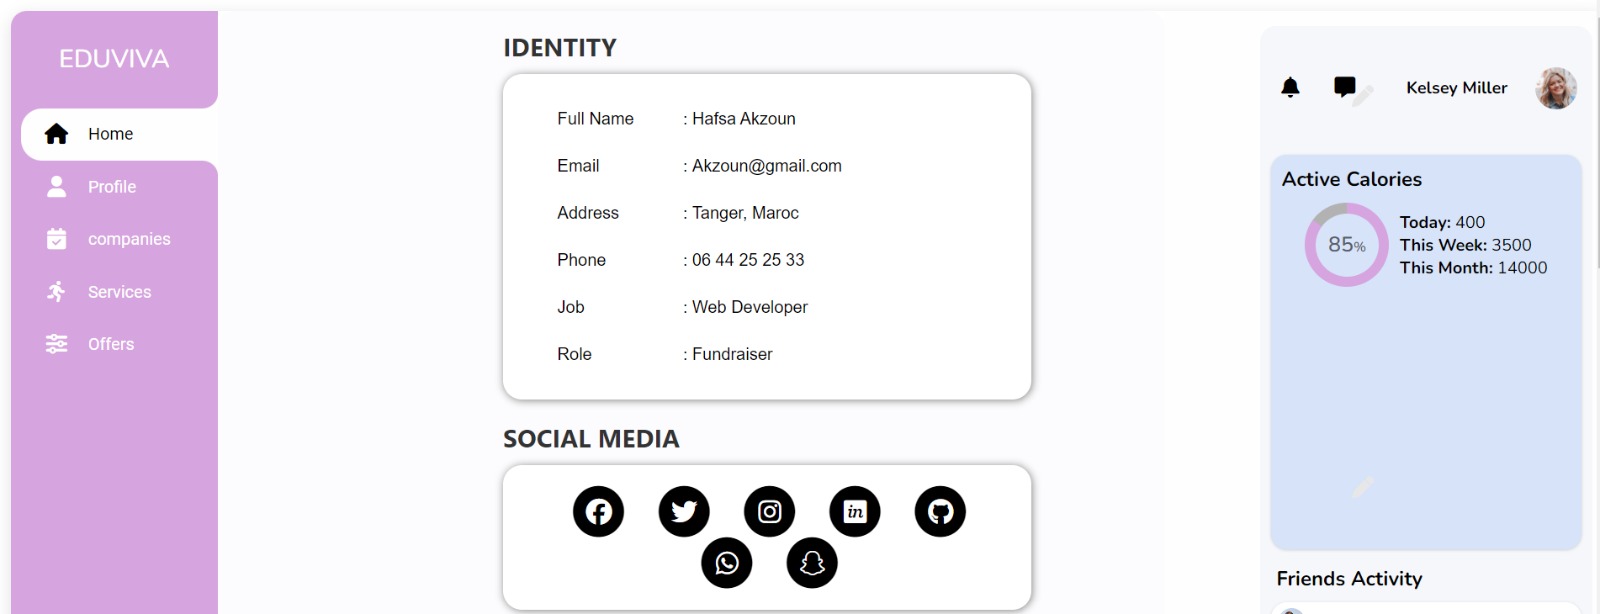 EDUVIVA
Home
Profile
companies
Services
Offers
IDENTITY
Full Name : Hafsa Akzoun
Email : Akzoun@gmail.com
Address : Tanger, Maroc
Phone : 06 44 25 25 33
Job : Web Developer
Role : Fundraiser
SOCIAL MEDIA
in
Kelsey Miller
Active Calories
85%
Today: 400
This Week: 3500
This Month: 14000
Friends Activity